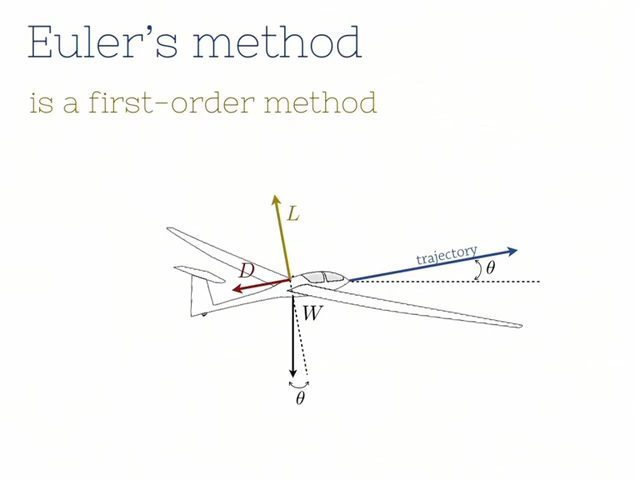 Euler's method
is a first-order method
L
trajectory
D
θ
W
θ